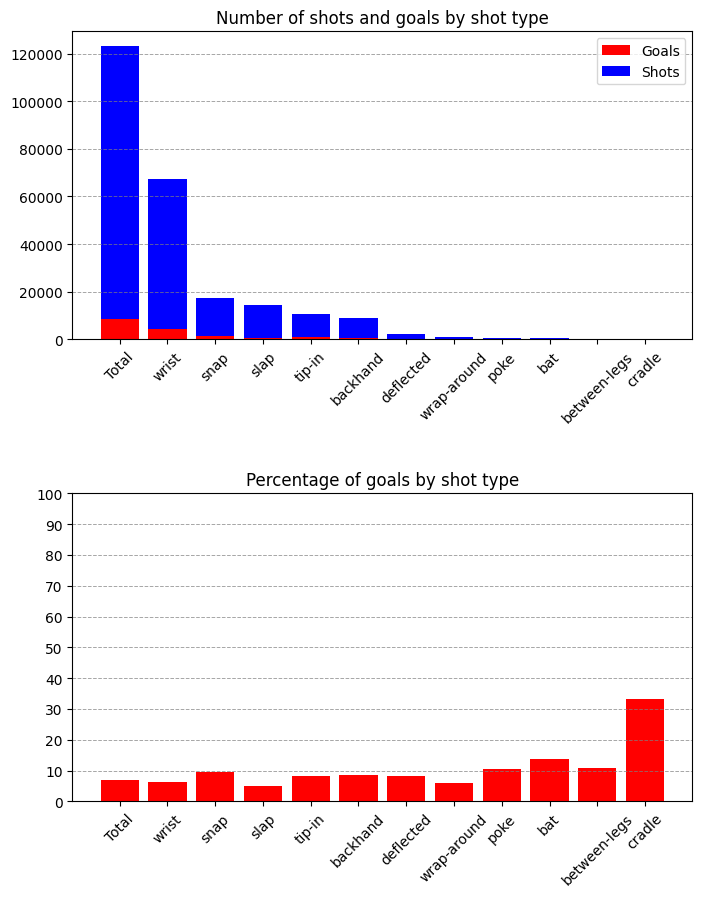 Number of shots and goals by shot type
120000
100000
80000
60000
40000
20000
0
Goals
Shots
Total
wrist
snap
slap
tip-in
backhand
deflected
wrap-around
poke
bat
between-legs
cradle
Percentage of goals by shot type
100
90
80
70
60
50
40
30
20
10
0
Total
wrist
snap
slap
tip-in
backhand
deflected
wrap-around
poke
bat
between-legs
cradle